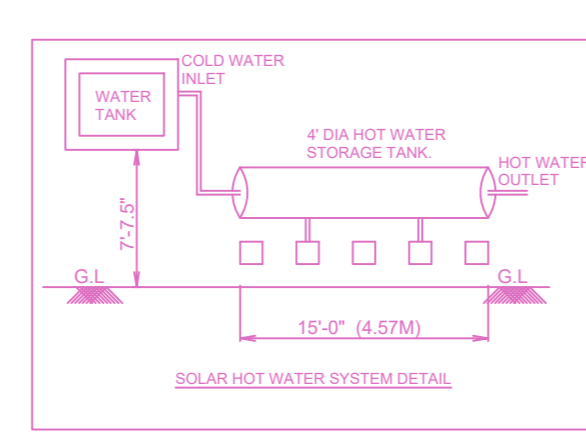 COLD WATER
INLET
WATER
TANK
4' DIA HOT WATER
STORAGE TANK.
HOT WATER
OUTLET
7'-7.5"
G.L
G.L
15'-0" (4.57M)
SOLAR HOT WATER SYSTEM DETAIL